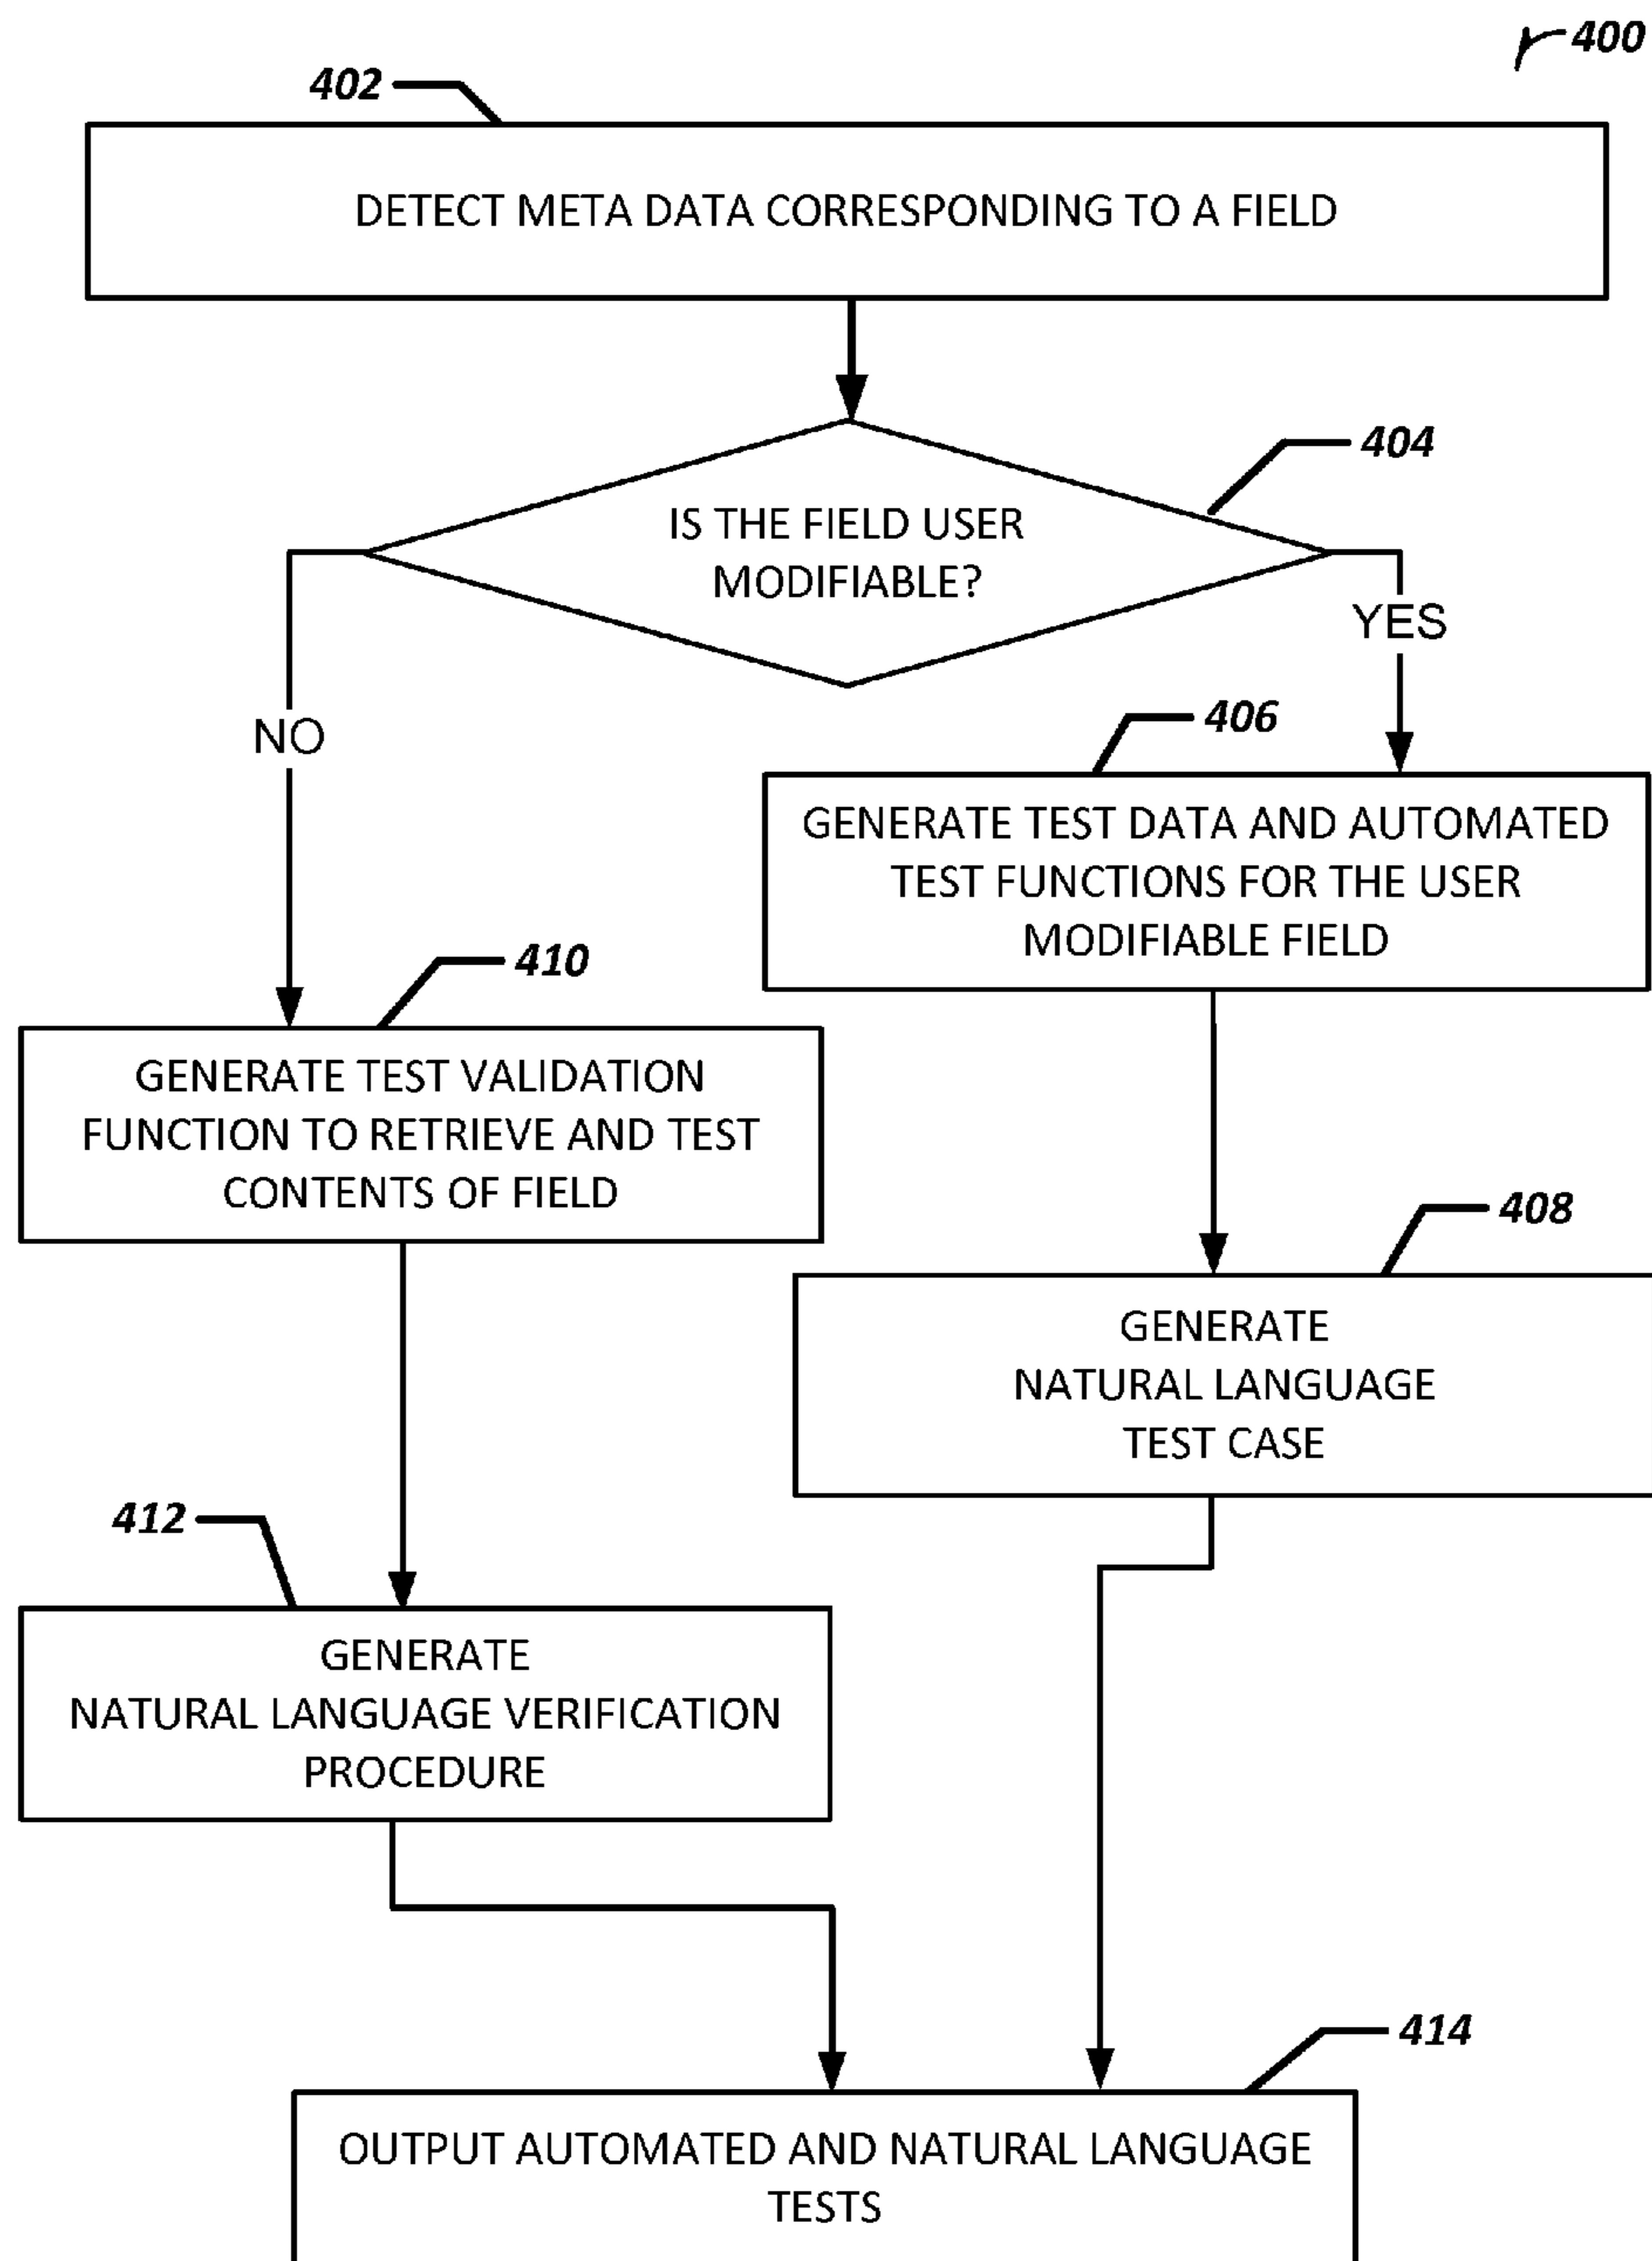 400
402
DETECT META DATA CORRESPONDING TO A FIELD
404
IS THE FIELD USER
MODIFIABLE?
YES
NO
406
GENERATE TEST DATA AND AUTOMATED
TEST FUNCTIONS FOR THE USER
MODIFIABLE FIELD
410
GENERATE TEST VALIDATION
FUNCTION TO RETRIEVE AND TEST
CONTENTS OF FIELD
408
GENERATE
NATURAL LANGUAGE
TEST CASE
412
GENERATE
NATURAL LANGUAGE VERIFICATION
PROCEDURE
414
OUTPUT AUTOMATED AND NATURAL LANGUAGE
TESTS